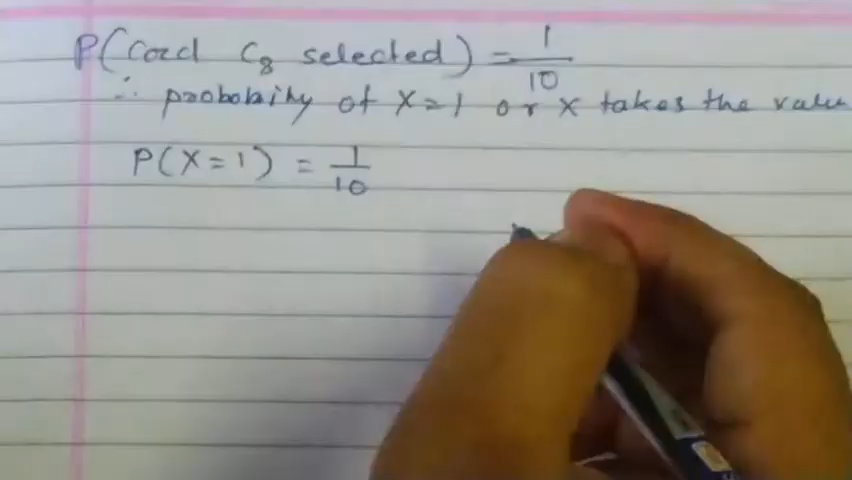 P(Card C8 selected) = 1/10
∴ probability of X=1 or x takes the value
P(X=1) = 1/10